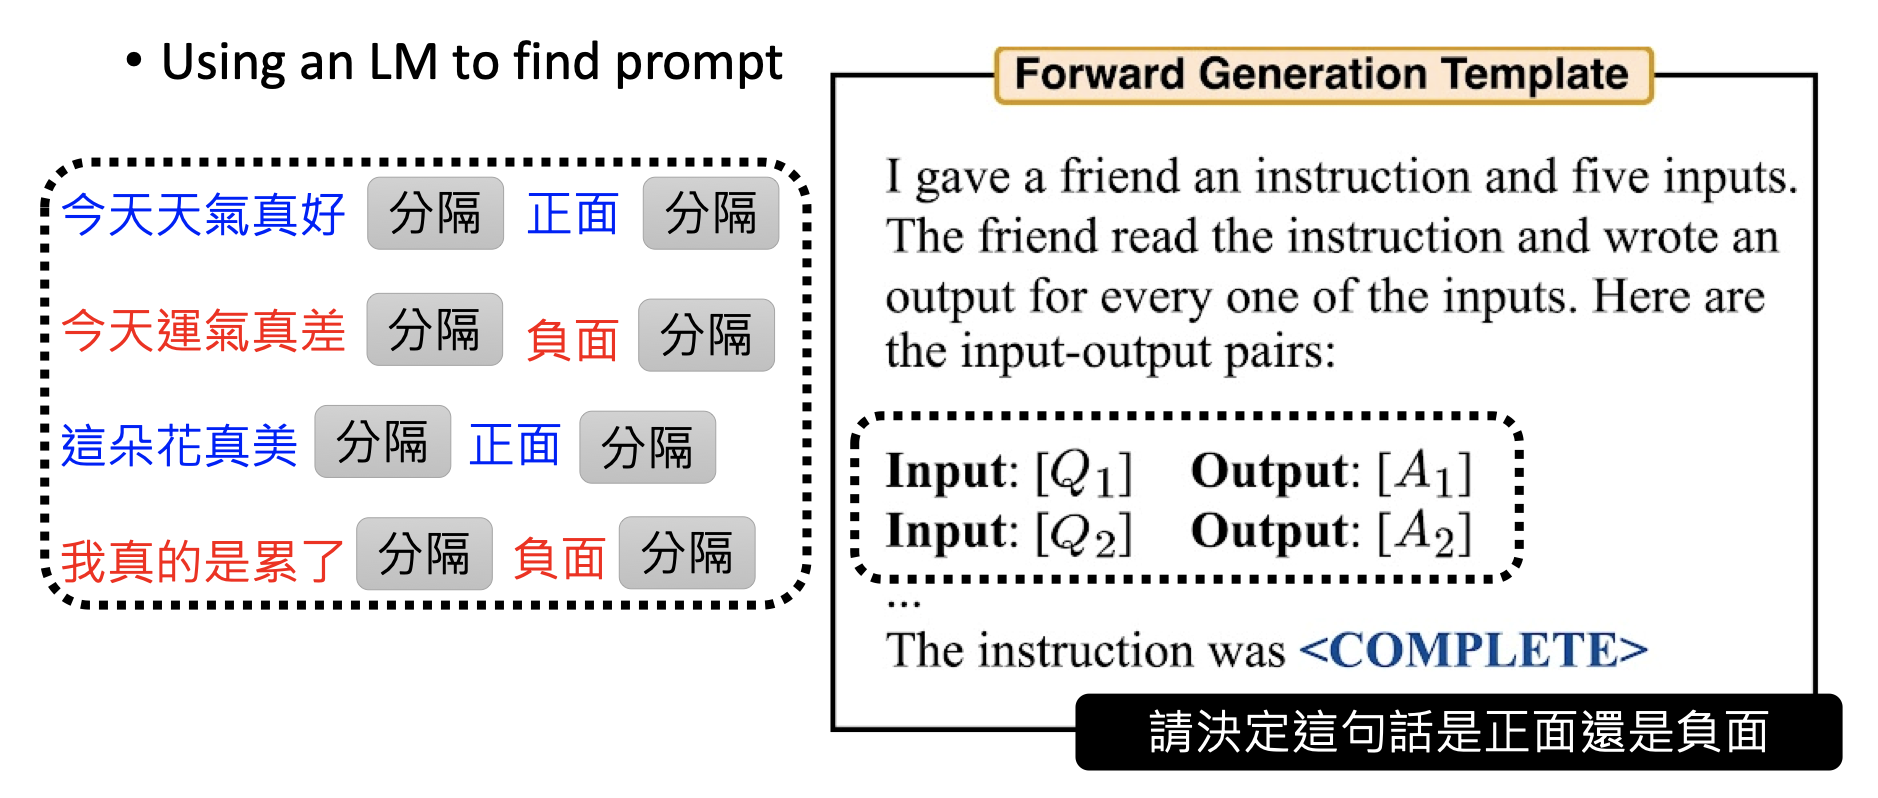 • Using an LM to find prompt
今天天氣真好 分隔 正面 分隔
今天運氣真差 分隔 負面 分隔
這朵花真美 分隔 正面 分隔
我真的是累了 分隔 負面 分隔
Forward Generation Template
I gave a friend an instruction and five inputs.
The friend read the instruction and wrote an
output for every one of the inputs. Here are
the input-output pairs:
Input: [Q₁] Output: [A₁]
Input: [Q₂] Output: [A₂]
...
The instruction was <COMPLETE>
請決定這句話是正面還是負面